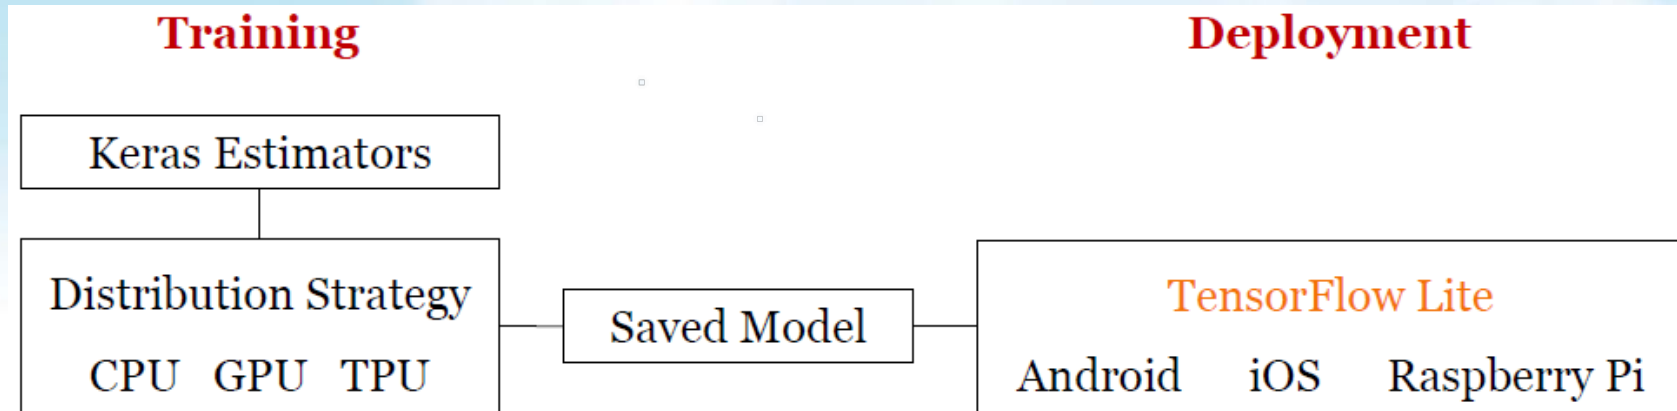 Training
Deployment
Keras Estimators
Distribution Strategy
CPU GPU TPU
Saved Model
TensorFlow Lite
Android iOS Raspberry Pi